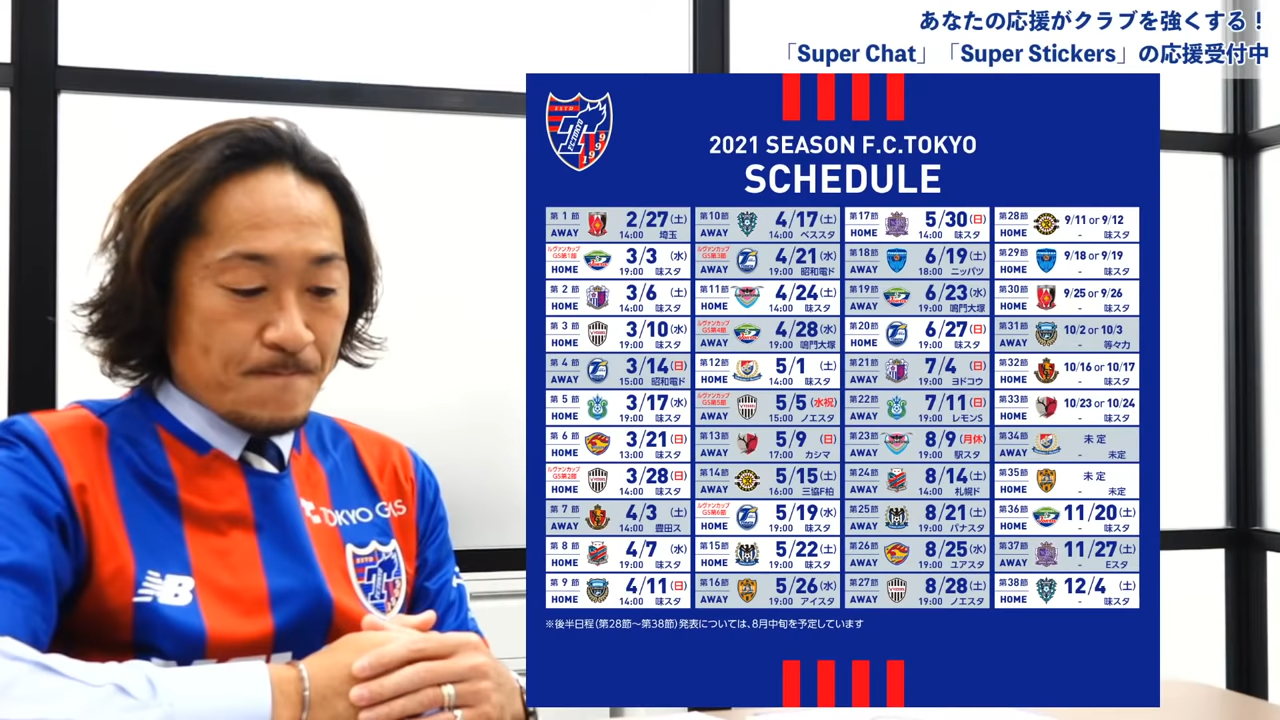 あなたの応援がクラブを強くする！
「Super Chat」「Super Stickers」の応援受付中
2021 SEASON F.C.TOKYO
SCHEDULE
第1節 AWAY 2/27(土) 14:00 埼玉
ルヴァンカップ GS第1節 HOME 3/3(水) 19:00 味スタ
第2節 HOME 3/6(土) 14:00 味スタ
第3節 HOME 3/10(水) 19:00 味スタ
第4節 AWAY 3/14(日) 15:00 昭和電ド
第5節 HOME 3/17(水) 19:00 味スタ
第6節 HOME 3/21(日) 13:00 味スタ
ルヴァンカップ GS第2節 HOME 3/28(日) 14:00 味スタ
第7節 AWAY 4/3(土) 14:00 豊田ス
第8節 HOME 4/7(水) 19:00 味スタ
第9節 HOME 4/11(日) 14:00 味スタ
第10節 AWAY 4/17(土) 14:00 ベススタ
ルヴァンカップ GS第3節 AWAY 4/21(水) 19:00 昭和電ド
第11節 HOME 4/24(土) 14:00 味スタ
ルヴァンカップ GS第4節 AWAY 4/28(水) 19:00 鳴門大塚
第12節 HOME 5/1(土) 14:00 味スタ
ルヴァンカップ GS第5節 AWAY 5/5(水祝) 15:00 ノエスタ
第13節 AWAY 5/9(日) 17:00 カシマ
第14節 AWAY 5/15(土) 16:00 三協F柏
ルヴァンカップ GS第6節 HOME 5/19(水) 19:00 味スタ
第15節 HOME 5/22(土) 19:00 味スタ
第16節 AWAY 5/26(水) 19:00 アイスタ
第17節 HOME 5/30(日) 14:00 味スタ
第18節 AWAY 6/19(土) 18:00 ニッパツ
第19節 AWAY 6/23(水) 19:00 鳴門大塚
第20節 HOME 6/27(日) 19:00 味スタ
第21節 AWAY 7/4(日) 19:00 ヨドコウ
第22節 AWAY 7/11(日) 19:00 レモンS
第23節 AWAY 8/9(月休) 19:00 駅スタ
第24節 AWAY 8/14(土) 14:00 札幌ド
第25節 AWAY 8/21(土) 19:00 パナスタ
第26節 AWAY 8/25(水) 19:00 ユアスタ
第27節 AWAY 8/28(土) 19:00 ノエスタ
第28節 HOME 9/11 or 9/12 - 味スタ
第29節 HOME 9/18 or 9/19 - 味スタ
第30節 HOME 9/25 or 9/26 - 味スタ
第31節 AWAY 10/2 or 10/3 - 等々力
第32節 HOME 10/16 or 10/17 - 味スタ
第33節 HOME 10/23 or 10/24 - 味スタ
第34節 AWAY 未定 - 未定
第35節 HOME 未定 - 未定
第36節 HOME 11/20(土) - 味スタ
第37節 AWAY 11/27(土) - Eスタ
第38節 HOME 12/4(土) - 味スタ
※後半日程(第28節〜第38節)発表については、8月中旬を予定しています
TOKYO GAS
NB